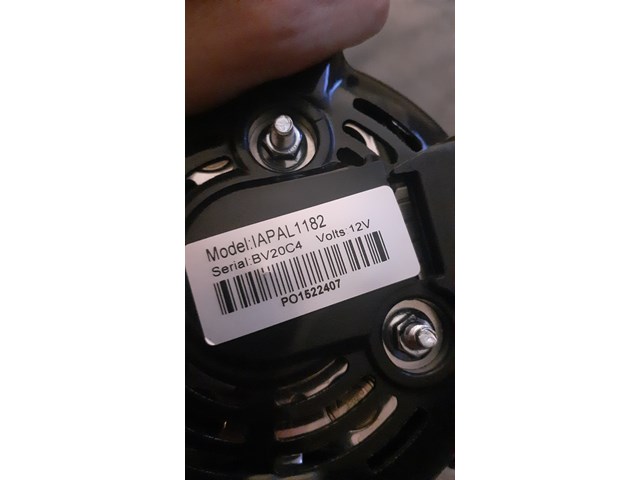 Model:IAPAL1182
Serial:BV20C4 Volts:12V
PO1522407